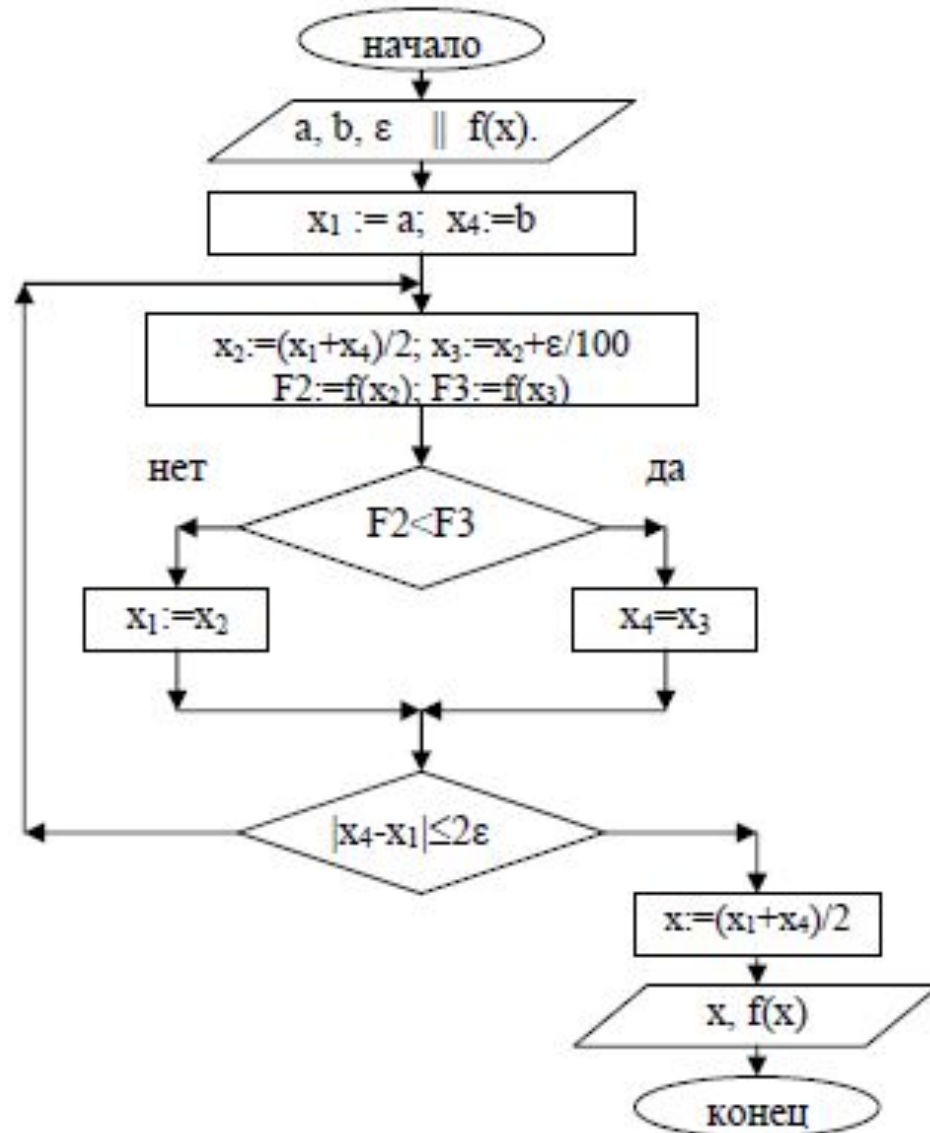 начало
a, b, ε || f(x).
x₁ := a; x₄:=b
x₂:=(x₁+x₄)/2; x₃:=x₂+ε/100
F2:=f(x₂); F3:=f(x₃)
нет
да
F2<F3
x₁:=x₂
x₄=x₃
|x₄-x₁|≤2ε
x:=(x₁+x₄)/2
x, f(x)
конец